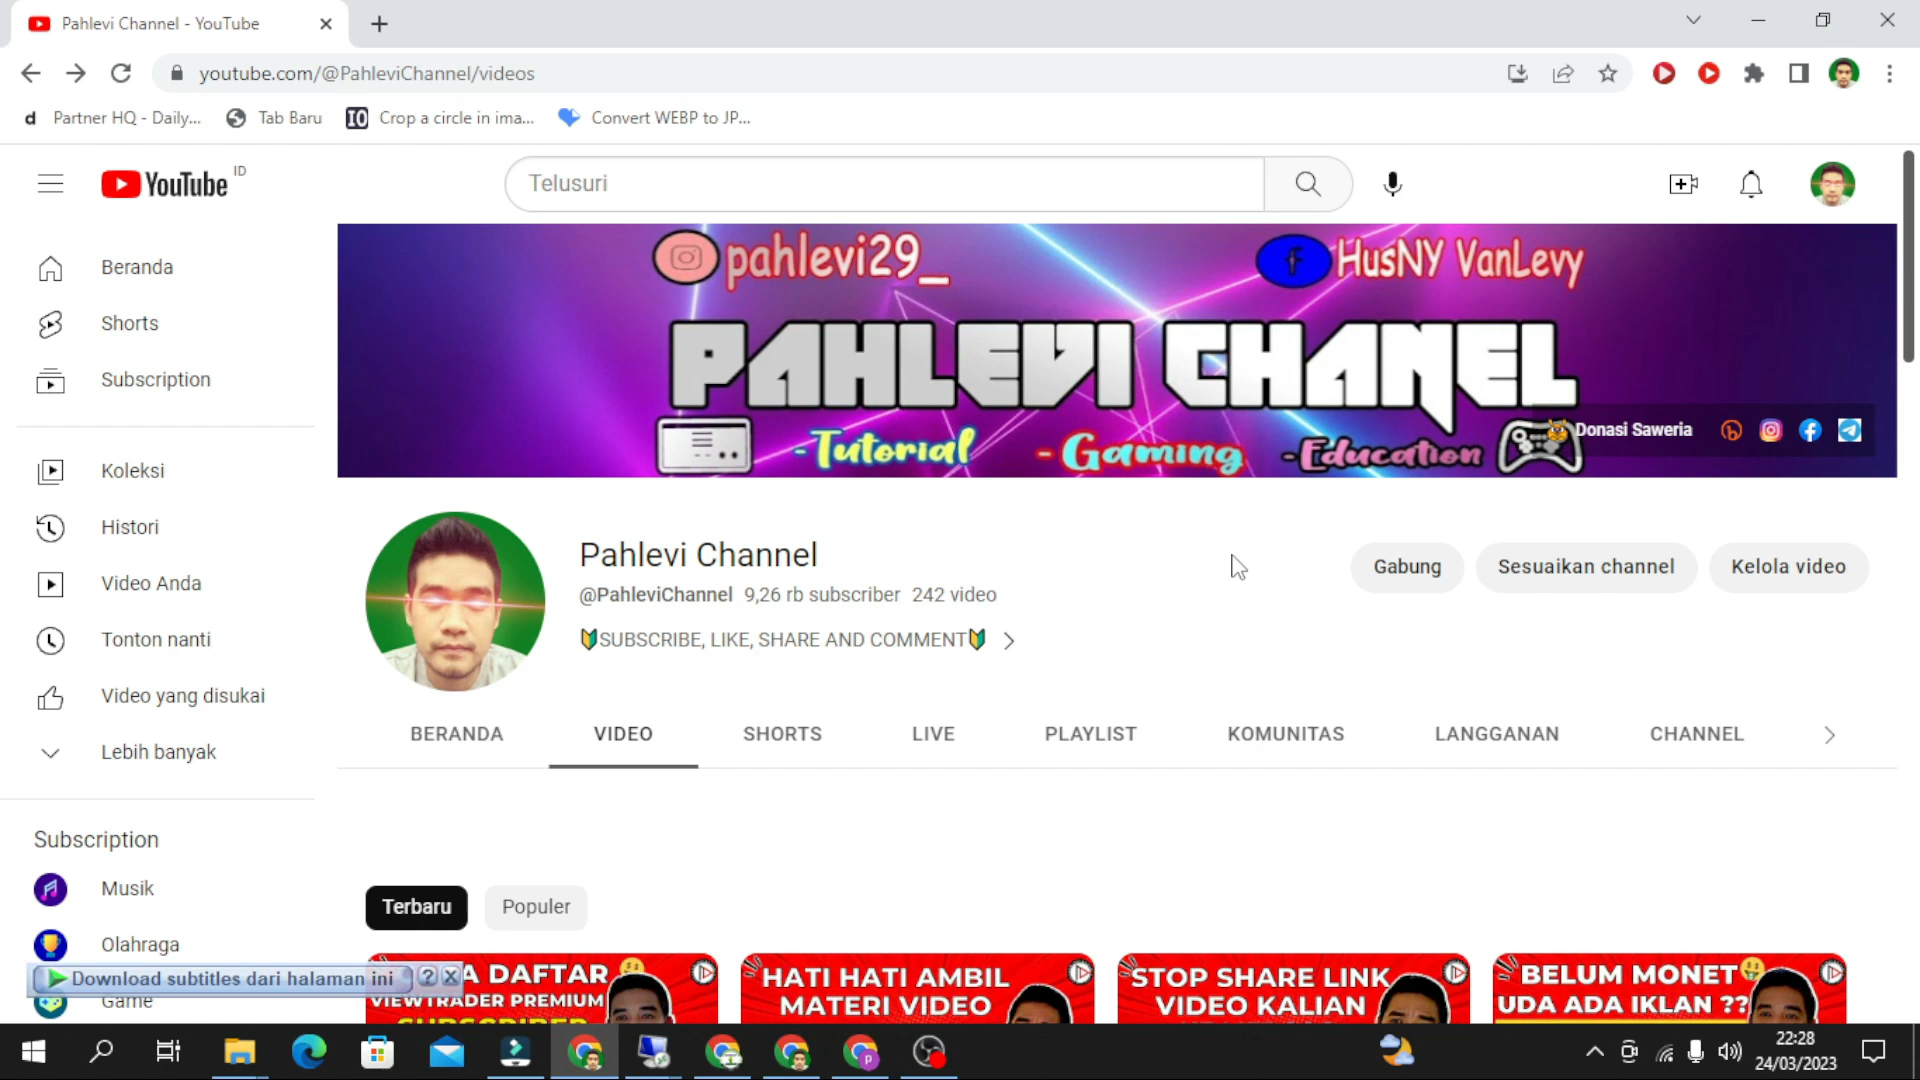 Pahlevi Channel - YouTube
youtube.com/@PahleviChannel/videos
d Partner HQ - Daily... Tab Baru IO Crop a circle in ima... Convert WEBP to JP...
YouTube ID
Telusuri
Beranda
Shorts
Subscription
Koleksi
Histori
Video Anda
Tonton nanti
Video yang disukai
Lebih banyak
Subscription
Musik
Olahraga
Game
Download subtitles dari halaman ini ? X
pahlevi29_ f HusNY VanLevy
PAHLEVI CHANEL
-Tutorial -Gaming -Education
Donasi Saweria
Pahlevi Channel
@PahleviChannel 9,26 rb subscriber 242 video
🔰SUBSCRIBE, LIKE, SHARE AND COMMENT🔰
Gabung Sesuaikan channel Kelola video
BERANDA VIDEO SHORTS LIVE PLAYLIST KOMUNITAS LANGGANAN CHANNEL
Terbaru Populer
A DAFTAR
VIEWTRADER PREMIUM
SUBSCRIBER
HATI HATI AMBIL
MATERI VIDEO
STOP SHARE LINK
VIDEO KALIAN
BELUM MONET
UDA ADA IKLAN ??
22:28
24/03/2023